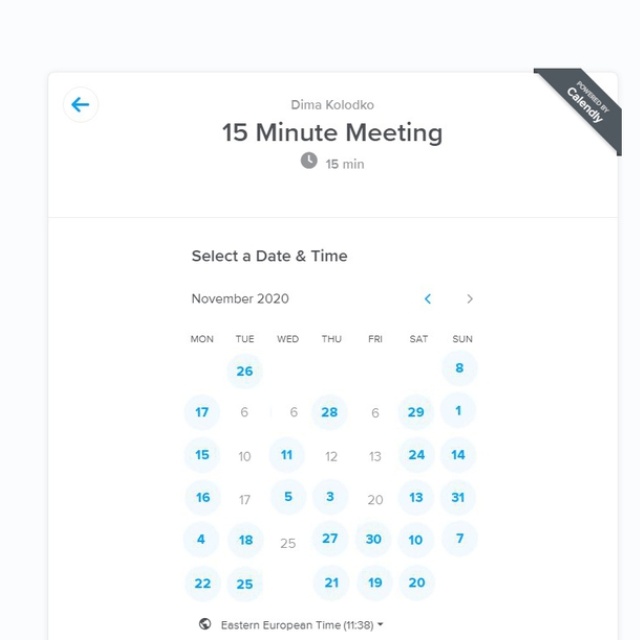 POWERED BY
Calendly
Dima Kolodko
15 Minute Meeting
15 min
Select a Date & Time
November 2020
MON TUE WED THU FRI SAT SUN
26 8
17 6 6 28 6 29 1
15 10 11 12 13 24 14
16 17 5 3 20 13 31
4 18 25 27 30 10 7
22 25 21 19 20
Eastern European Time (11:38)